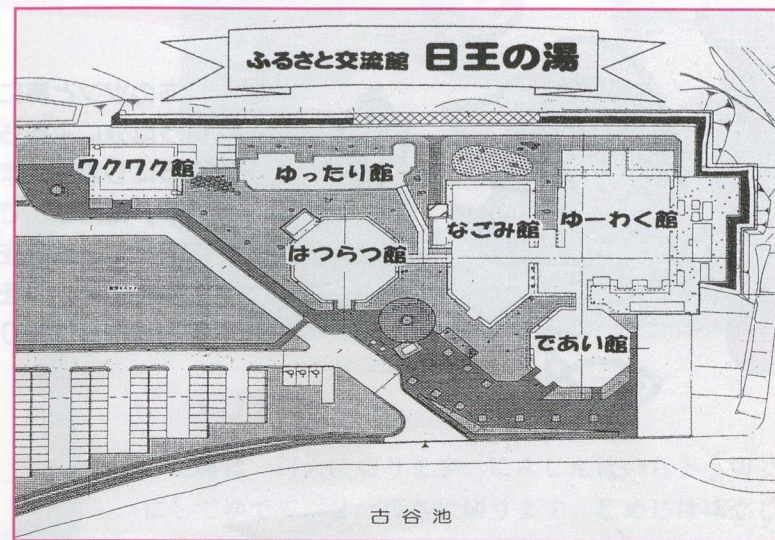 ふるさと交流館 日王の湯
ワクワク館
ゆったり館
なごみ館
ゆーわく館
はつらつ館
であい館
古谷池